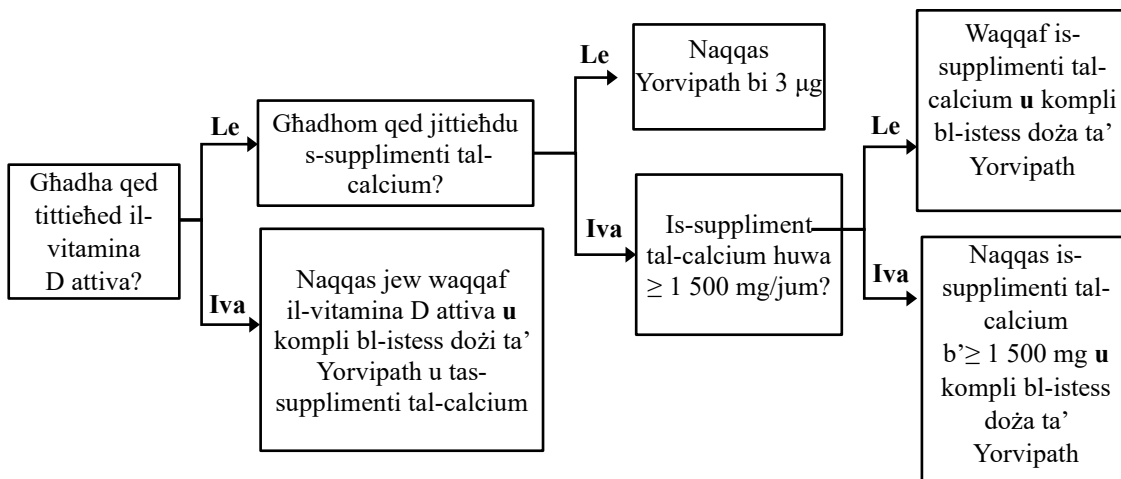 Għadha qed
tittieħed il-
vitamina
D attiva?
Le
Għadhom qed jittieħdu
s-supplimenti tal-
calcium?
Iva
Naqqas jew waqqaf
il-vitamina D attiva u
kompli bl-istess dożi ta’
Yorvipath u tas-
supplimenti tal-calcium
Le
Naqqas
Yorvipath bi 3 μg
Iva
Is-suppliment
tal-calcium huwa
≥ 1 500 mg/jum?
Le
Waqqaf is-
supplimenti tal-
calcium u kompli
bl-istess doża ta’
Yorvipath
Iva
Naqqas is-
supplimenti tal-
calcium
b’≥ 1 500 mg u
kompli bl-istess
doża ta’
Yorvipath